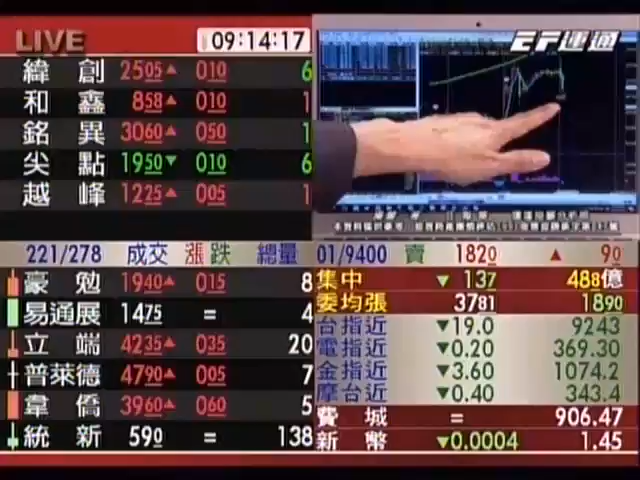 LIVE 09:14:17
緯創 2505▲ 010 6
和鑫 858▲ 010 1
銘異 3060▲ 050 1
尖點 1950▼ 010 6
越峰 1225▲ 005 1
EF運通
221/278 成交 漲跌 總量
豪勉 1940▲ 015 8
易通展 1475 = 4
立端 4235▲ 035 20
普萊德 4790▲ 005 7
韋僑 3960▲ 060 5
統新 590 = 138
01/9400 賣 1820 ▲ 90
集中 ▼ 137 488億
委均張 3781 1890
台指近 ▼19.0 9243
電指近 ▼0.20 369.30
金指近 ▼3.60 1074.2
摩台近 ▼0.40 343.4
費城 = 906.47
新幣 ▼0.0004 1.45